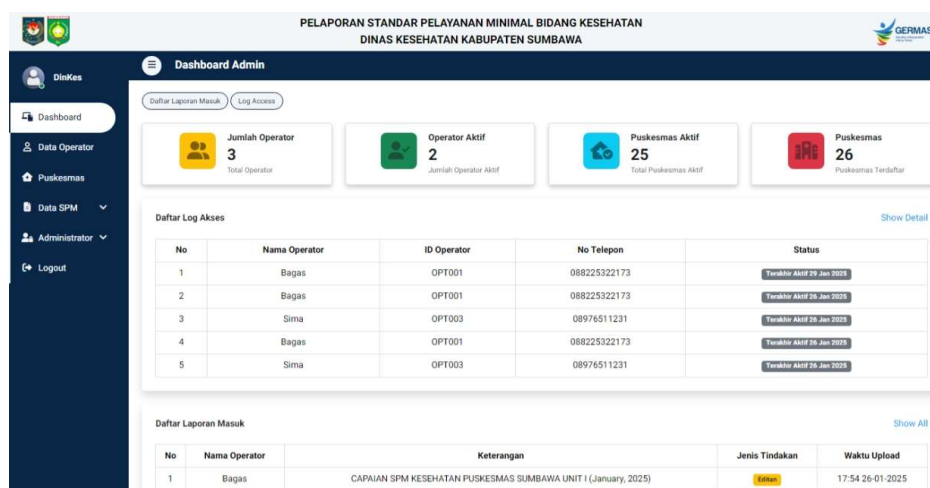 PELAPORAN STANDAR PELAYANAN MINIMAL BIDANG KESEHATAN
DINAS KESEHATAN KABUPATEN SUMBAWA
GERMAS
DinKes
Dashboard Admin
Daftar Laporan Masuk
Log Access
Dashboard
Data Operator
Puskesmas
Data SPM
Administrator
Logout
Jumlah Operator
3
Total Operator
Operator Aktif
2
Jumlah Operator Aktif
Puskesmas Aktif
25
Total Puskesmas Aktif
Puskesmas
26
Puskesmas Terdaftar
Daftar Log Akses Show Detail
No Nama Operator ID Operator No Telepon Status
1 Bagas OPT001 088225322173 Terakhir Aktif 29 Jan 2025
2 Bagas OPT001 088225322173 Terakhir Aktif 26 Jan 2025
3 Sima OPT003 08976511231 Terakhir Aktif 26 Jan 2025
4 Bagas OPT001 088225322173 Terakhir Aktif 26 Jan 2025
5 Sima OPT003 08976511231 Terakhir Aktif 26 Jan 2025
Daftar Laporan Masuk Show All
No Nama Operator Keterangan Jenis Tindakan Waktu Upload
1 Bagas CAPAIAN SPM KESEHATAN PUSKESMAS SUMBAWA UNIT I (January, 2025) Editan 17:54 26-01-2025